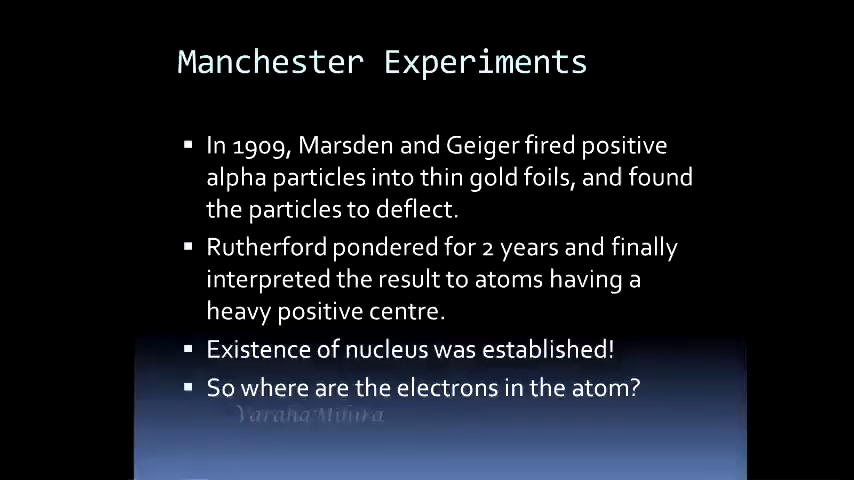 Manchester Experiments
▪ In 1909, Marsden and Geiger fired positive
alpha particles into thin gold foils, and found
the particles to deflect.
▪ Rutherford pondered for 2 years and finally
interpreted the result to atoms having a
heavy positive centre.
▪ Existence of nucleus was established!
▪ So where are the electrons in the atom?
Varaha Mihira